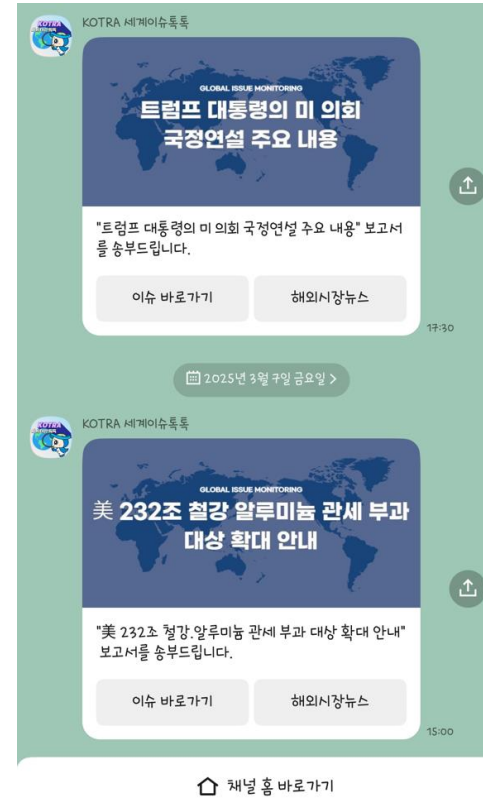 KOTRA 세계이슈톡톡
GLOBAL ISSUE MONITORING
트럼프 대통령의 미 의회
국정연설 주요 내용
"트럼프 대통령의 미 의회 국정연설 주요 내용" 보고서
를 송부드립니다.
이슈 바로가기
해외시장뉴스
17:30
2025년 3월 7일 금요일 >
KOTRA 세계이슈톡톡
GLOBAL ISSUE MONITORING
美 232조 철강 알루미늄 관세 부과
대상 확대 안내
"美 232조 철강.알루미늄 관세 부과 대상 확대 안내"
보고서를 송부드립니다.
이슈 바로가기
해외시장뉴스
15:00
채널 홈 바로가기